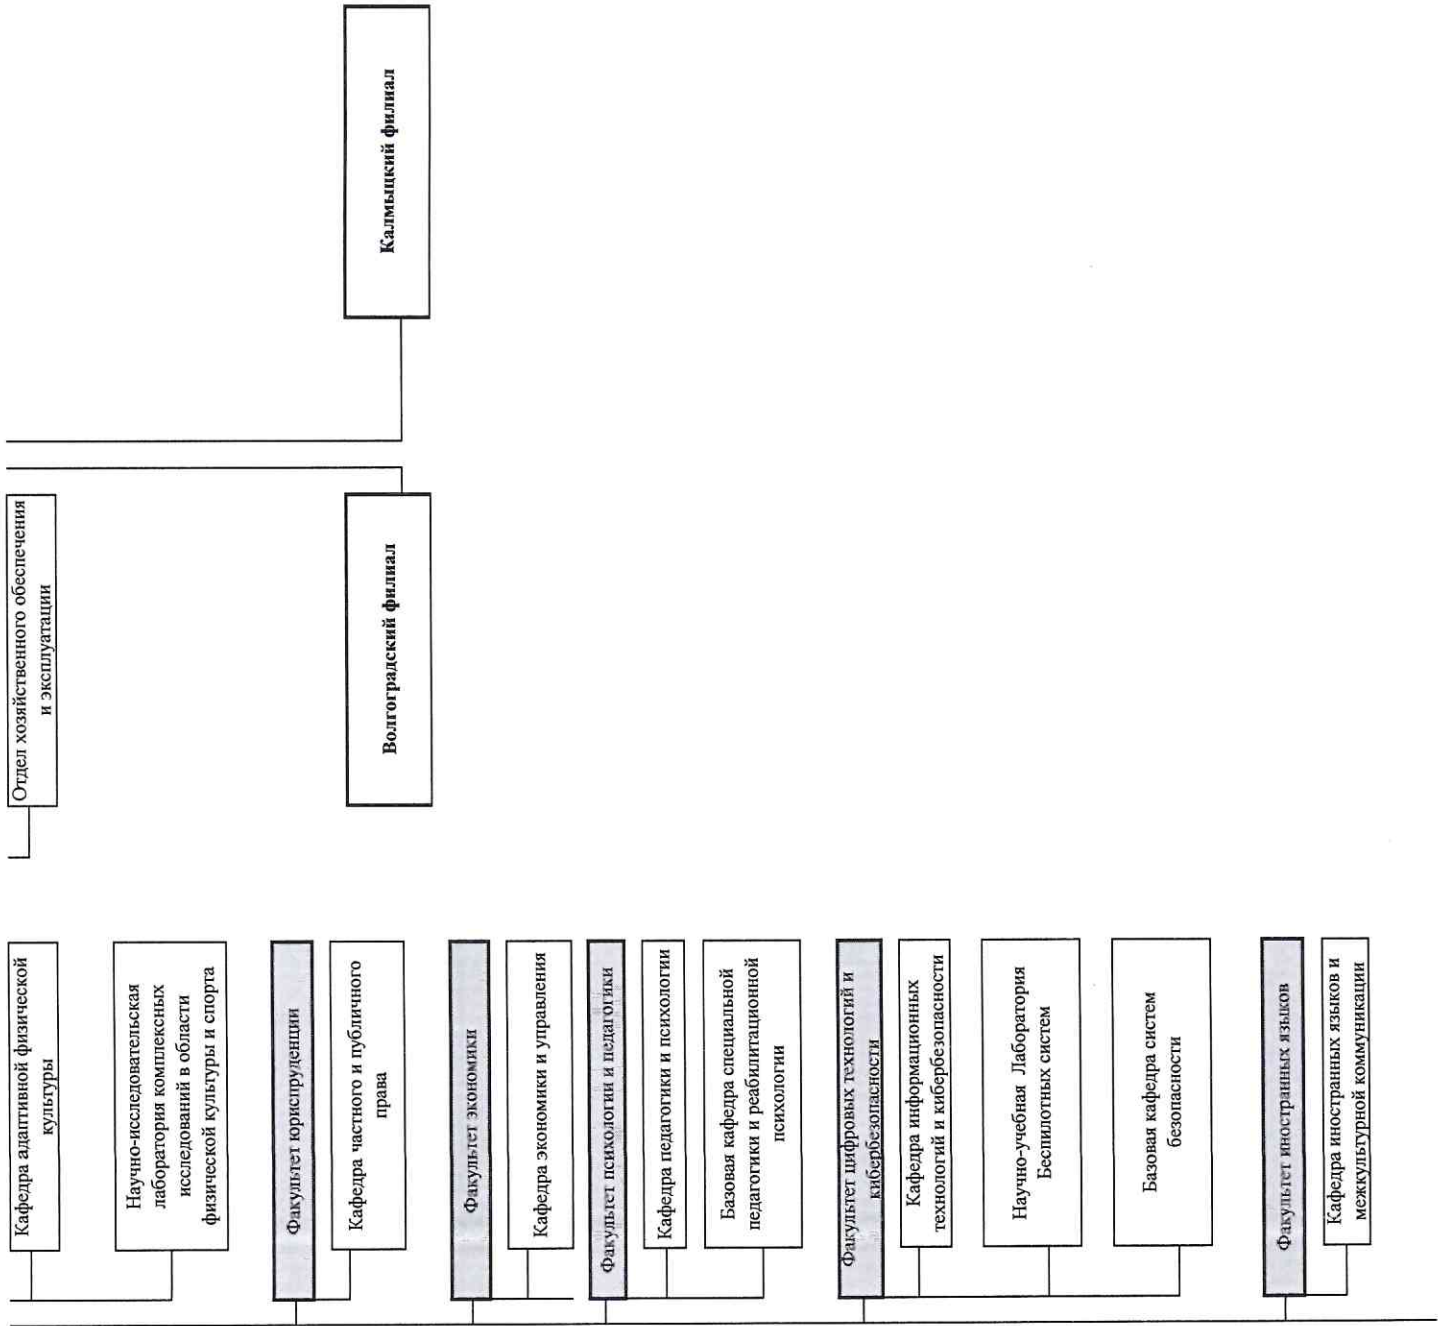 Кафедра адаптивной физической
культуры
Научно-исследовательская
лаборатория комплексных
исследований в области
физической культуры и спорта
Факультет юриспруденции
Кафедра частного и публичного
права
Факультет экономики
Кафедра экономики и управления
Факультет психологии и педагогики
Кафедра педагогики и психологии
Базовая кафедра специальной
педагогики и реабилитационной
психологии
Факультет цифровых технологий и
кибербезопасности
Кафедра информационных
технологий и кибербезопасности
Научно-учебная Лаборатория
Беспилотных систем
Базовая кафедра систем
безопасности
Факультет иностранных языков
Кафедра иностранных языков и
межкультурной коммуникации
Отдел хозяйственного обеспечения
и эксплуатации
Волгоградский филиал
Калмыцкий филиал